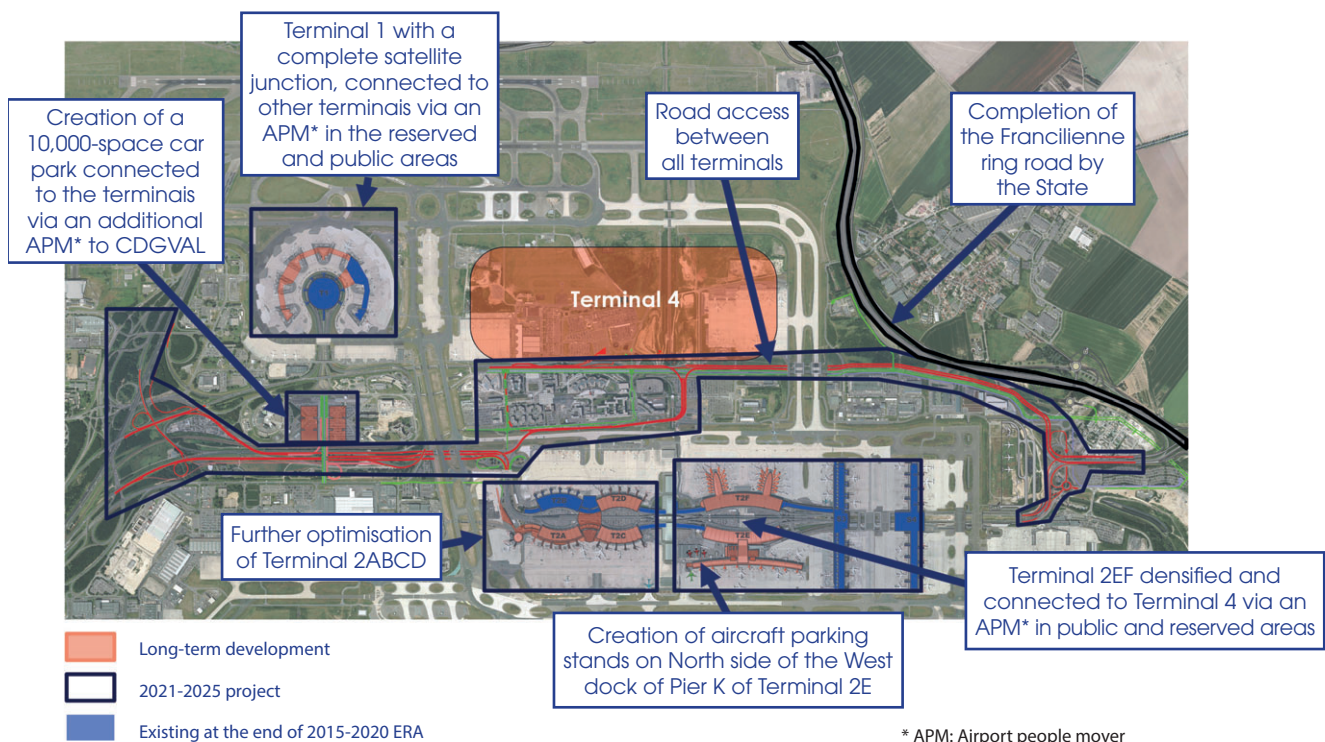 Terminal 1 with a
complete satellite
junction, connected to
other terminais via an
APM* in the reserved
and public areas
Creation of a
10,000-space car
park connected
to the terminais
via an additional
APM* to CDGVAL
Road access
between
all terminals
Completion of
the Francilienne
ring road by
the State
Terminal 4
T2D
T2F
T2A
T2C
T2E
Further optimisation
of Terminal 2ABCD
Terminal 2EF densified and
connected to Terminal 4 via an
APM* in public and reserved areas
Creation of aircraft parking
stands on North side of the West
dock of Pier K of Terminal 2E
Long-term development
2021-2025 project
Existing at the end of 2015-2020 ERA
* APM: Airport people mover